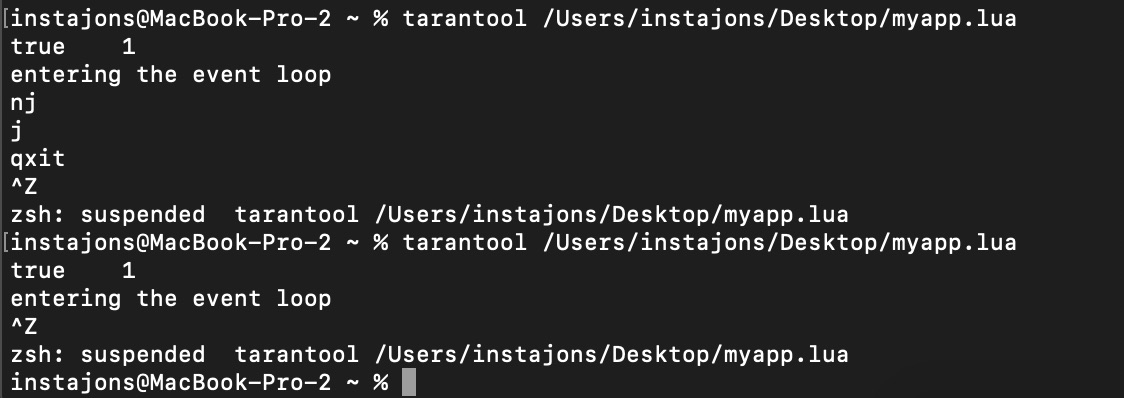 [instajons@MacBook-Pro-2 ~ % tarantool /Users/instajons/Desktop/myapp.lua
true    1
entering the event loop
nj
j
qxit
^Z
zsh: suspended  tarantool /Users/instajons/Desktop/myapp.lua
[instajons@MacBook-Pro-2 ~ % tarantool /Users/instajons/Desktop/myapp.lua
true    1
entering the event loop
^Z
zsh: suspended  tarantool /Users/instajons/Desktop/myapp.lua
instajons@MacBook-Pro-2 ~ %